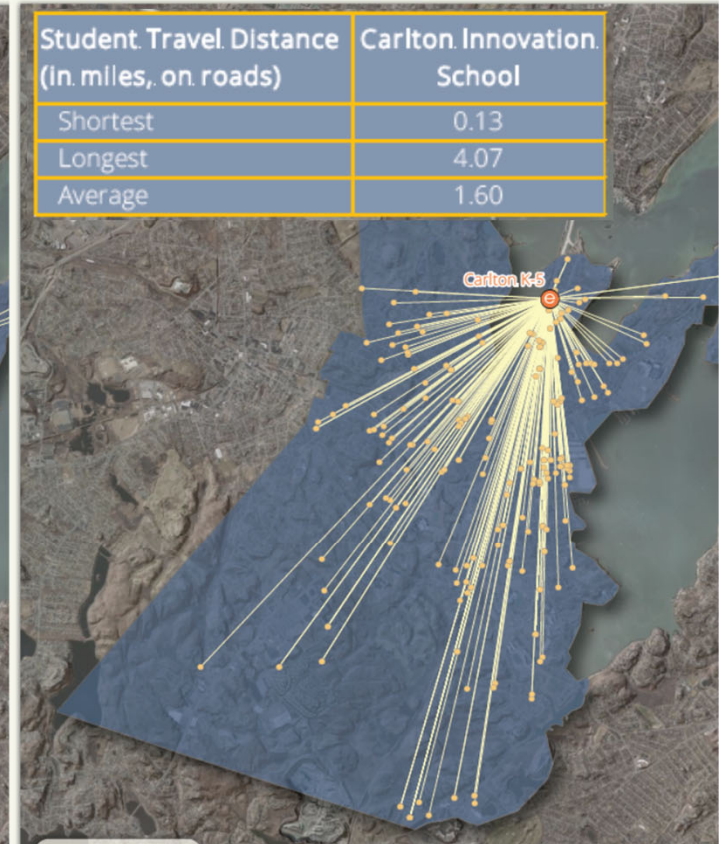 Student Travel Distance
(in miles, on roads)
Carlton Innovation
School
Shortest 0.13
Longest 4.07
Average 1.60
Carlton K-5
e